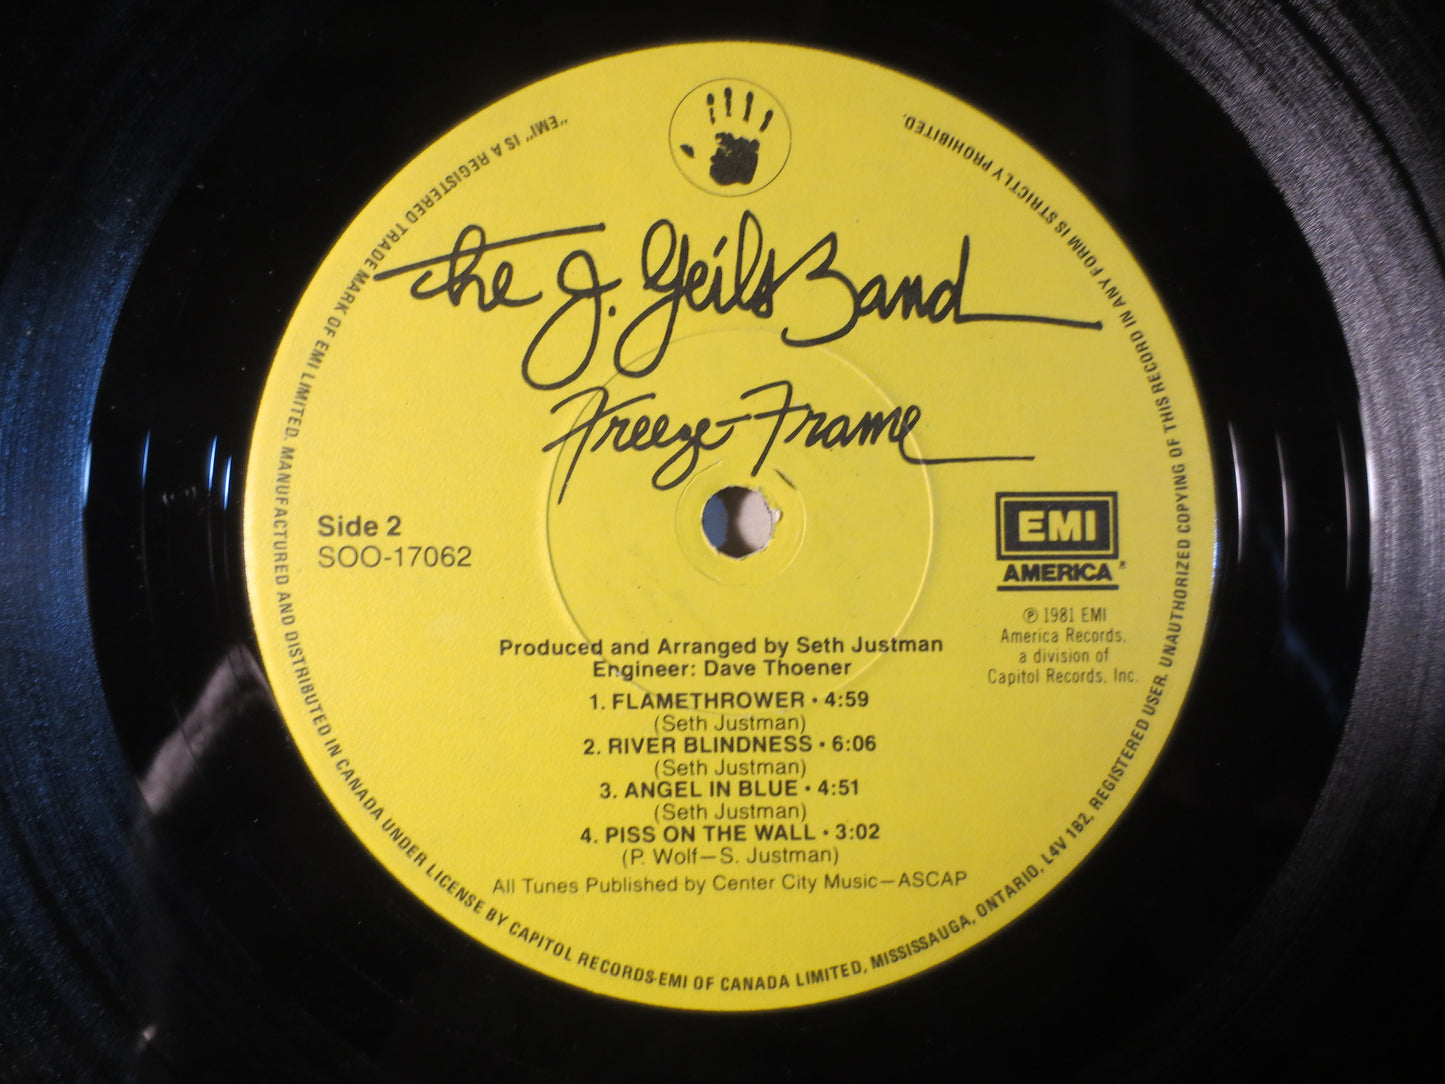 The J. Geils Band
Freeze-Frame
Side 2
SOO-17062
EMI
AMERICA®
℗ 1981 EMI
America Records,
a division of
Capitol Records, Inc.
Produced and Arranged by Seth Justman
Engineer: Dave Thoener
1. FLAMETHROWER • 4:59
(Seth Justman)
2. RIVER BLINDNESS • 6:06
(Seth Justman)
3. ANGEL IN BLUE • 4:51
(Seth Justman)
4. PISS ON THE WALL • 3:02
(P. Wolf—S. Justman)
All Tunes Published by Center City Music—ASCAP
"EMI" IS A REGISTERED TRADE MARK OF EMI LIMITED. MANUFACTURED AND DISTRIBUTED IN CANADA UNDER LICENSE BY CAPITOL RECORDS-EMI OF CANADA LIMITED, MISSISSAUGA, ONTARIO, L4V 1B2, REGISTERED USER. UNAUTHORIZED COPYING OF THIS RECORD IN ANY FORM IS STRICTLY PROHIBITED.